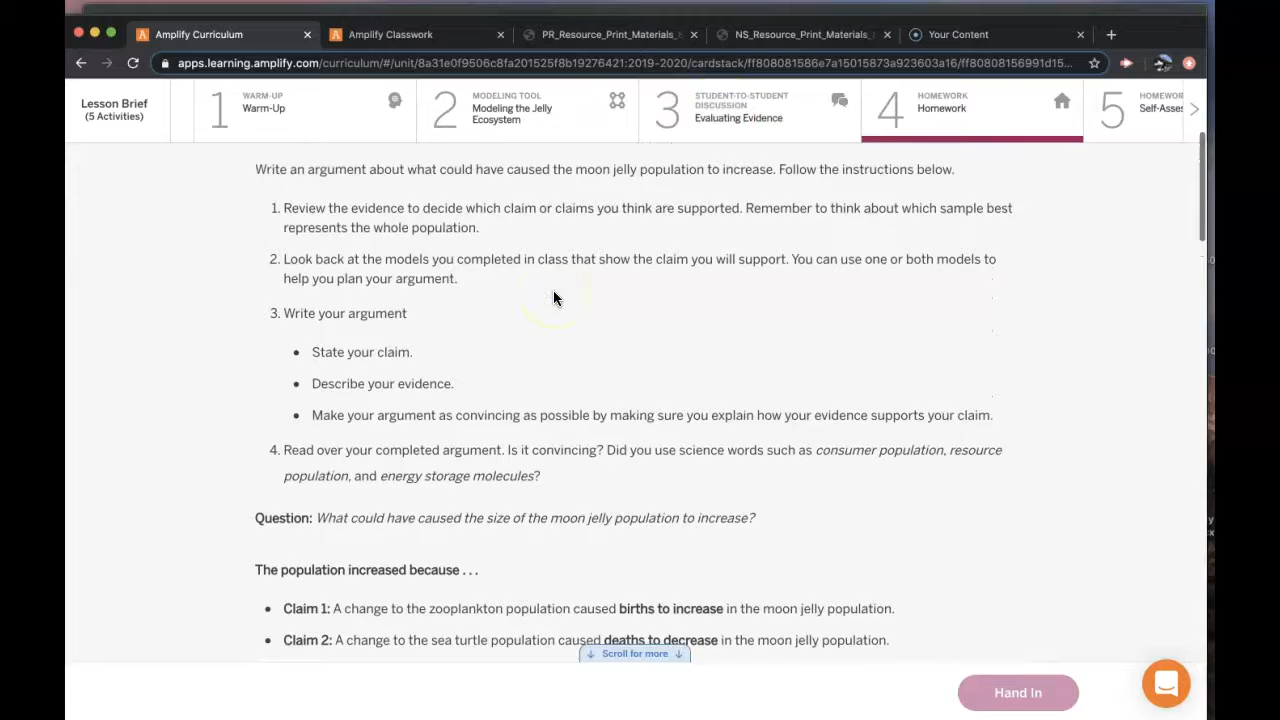 Amplify Curriculum
Amplify Classwork
PR_Resource_Print_Materials_
NS_Resource_Print_Materials_
Your Content
apps.learning.amplify.com/curriculum/#/unit/8a31e0f9506c8fa201525f8b19276421:2019-2020/cardstack/ff808081586e7a15015873a923603a16/ff80808156991d15...
Lesson Brief
(5 Activities)
1
WARM-UP
Warm-Up
2
MODELING TOOL
Modeling the Jelly
Ecosystem
3
STUDENT-TO-STUDENT
DISCUSSION
Evaluating Evidence
4
HOMEWORK
Homework
5
HOMEWOR
Self-Asses
Write an argument about what could have caused the moon jelly population to increase. Follow the instructions below.
1. Review the evidence to decide which claim or claims you think are supported. Remember to think about which sample best
represents the whole population.
2. Look back at the models you completed in class that show the claim you will support. You can use one or both models to
help you plan your argument.
3. Write your argument
• State your claim.
• Describe your evidence.
• Make your argument as convincing as possible by making sure you explain how your evidence supports your claim.
4. Read over your completed argument. Is it convincing? Did you use science words such as consumer population, resource
population, and energy storage molecules?
Question: What could have caused the size of the moon jelly population to increase?
The population increased because . . .
• Claim 1: A change to the zooplankton population caused births to increase in the moon jelly population.
• Claim 2: A change to the sea turtle population caused deaths to decrease in the moon jelly population.
↓ Scroll for more ↓
Hand In